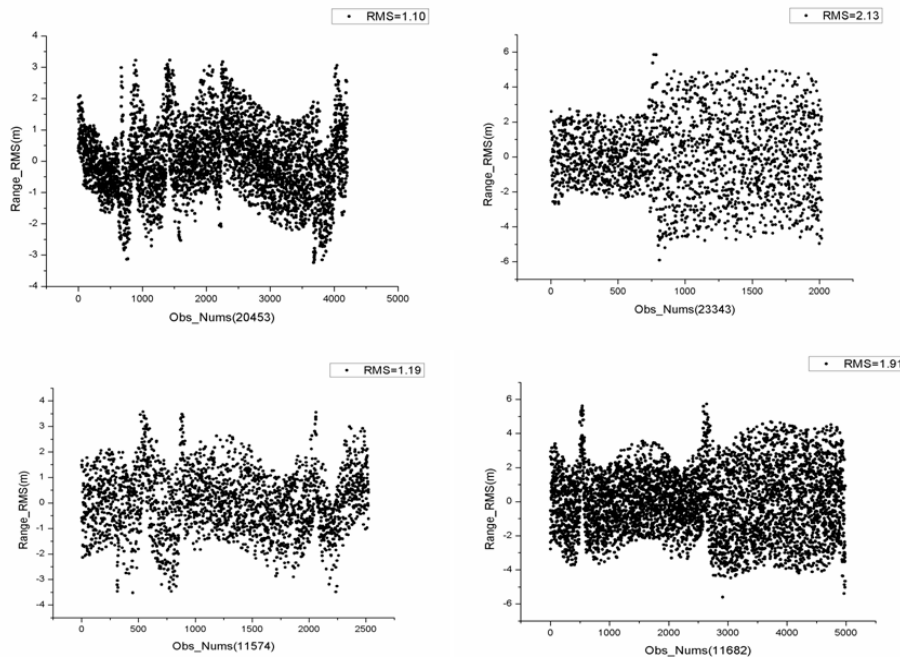 RMS=1.10
4
3
2
1
0
-1
-2
-3
-4
Range_RMS(m)
0 1000 2000 3000 4000 5000
Obs_Nums(20453)
RMS=2.13
6
4
2
0
-2
-4
-6
Range_RMS(m)
0 500 1000 1500 2000
Obs_Nums(23343)
RMS=1.19
4
3
2
1
0
-1
-2
-3
-4
Range_RMS(m)
0 500 1000 1500 2000 2500
Obs_Nums(11574)
RMS=1.91
6
4
2
0
-2
-4
-6
Range_RMS(m)
0 1000 2000 3000 4000 5000
Obs_Nums(11682)